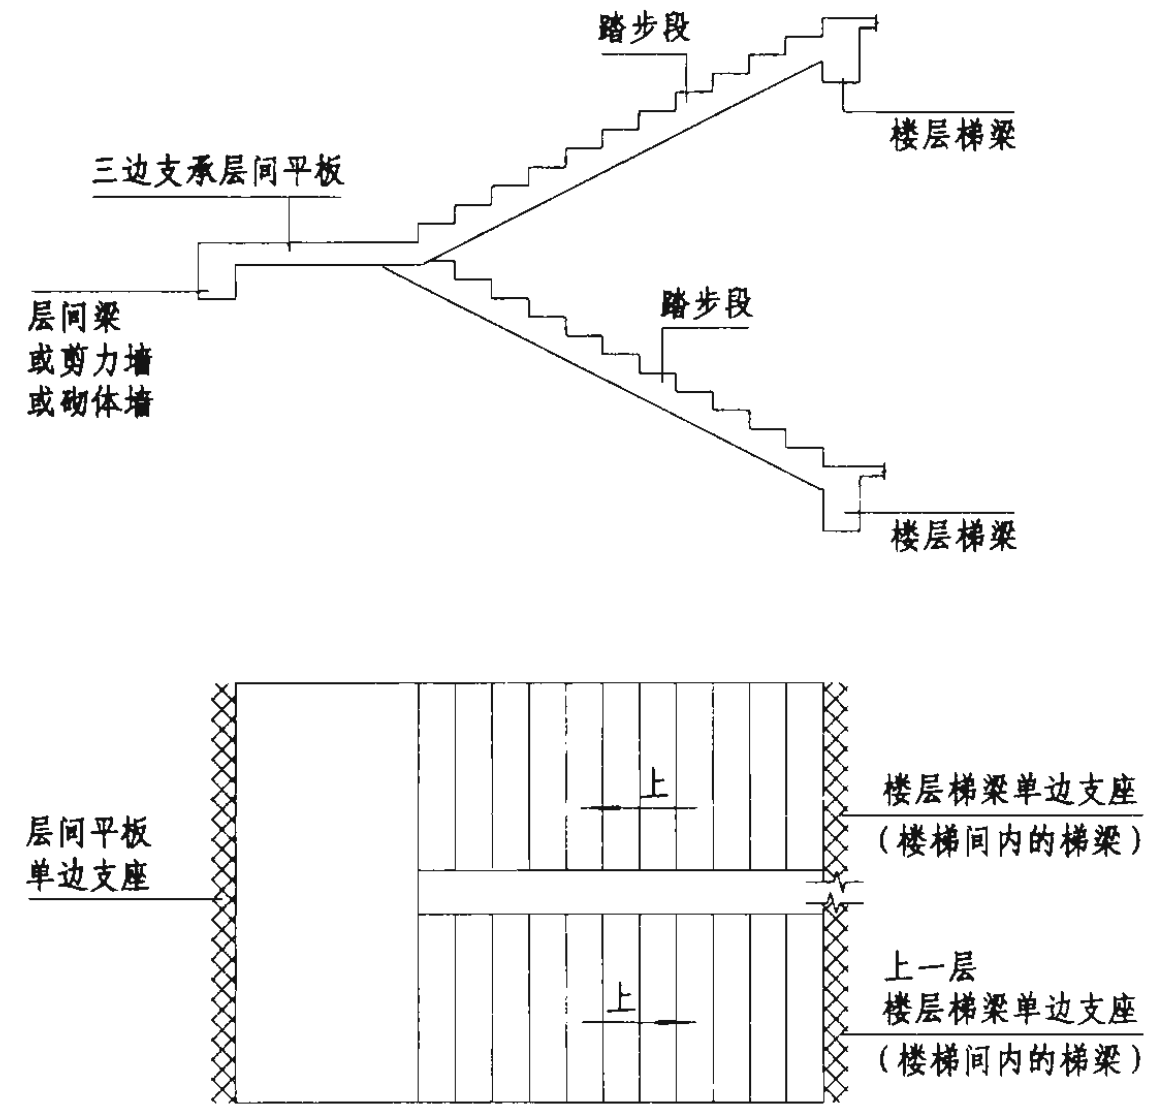 踏步段
楼层梯梁
三边支承层间平板
层间梁
或剪力墙
或砌体墙
踏步段
楼层梯梁
上
楼层梯梁单边支座
(楼梯间内的梯梁)
层间平板
单边支座
上
上一层
楼层梯梁单边支座
(楼梯间内的梯梁)